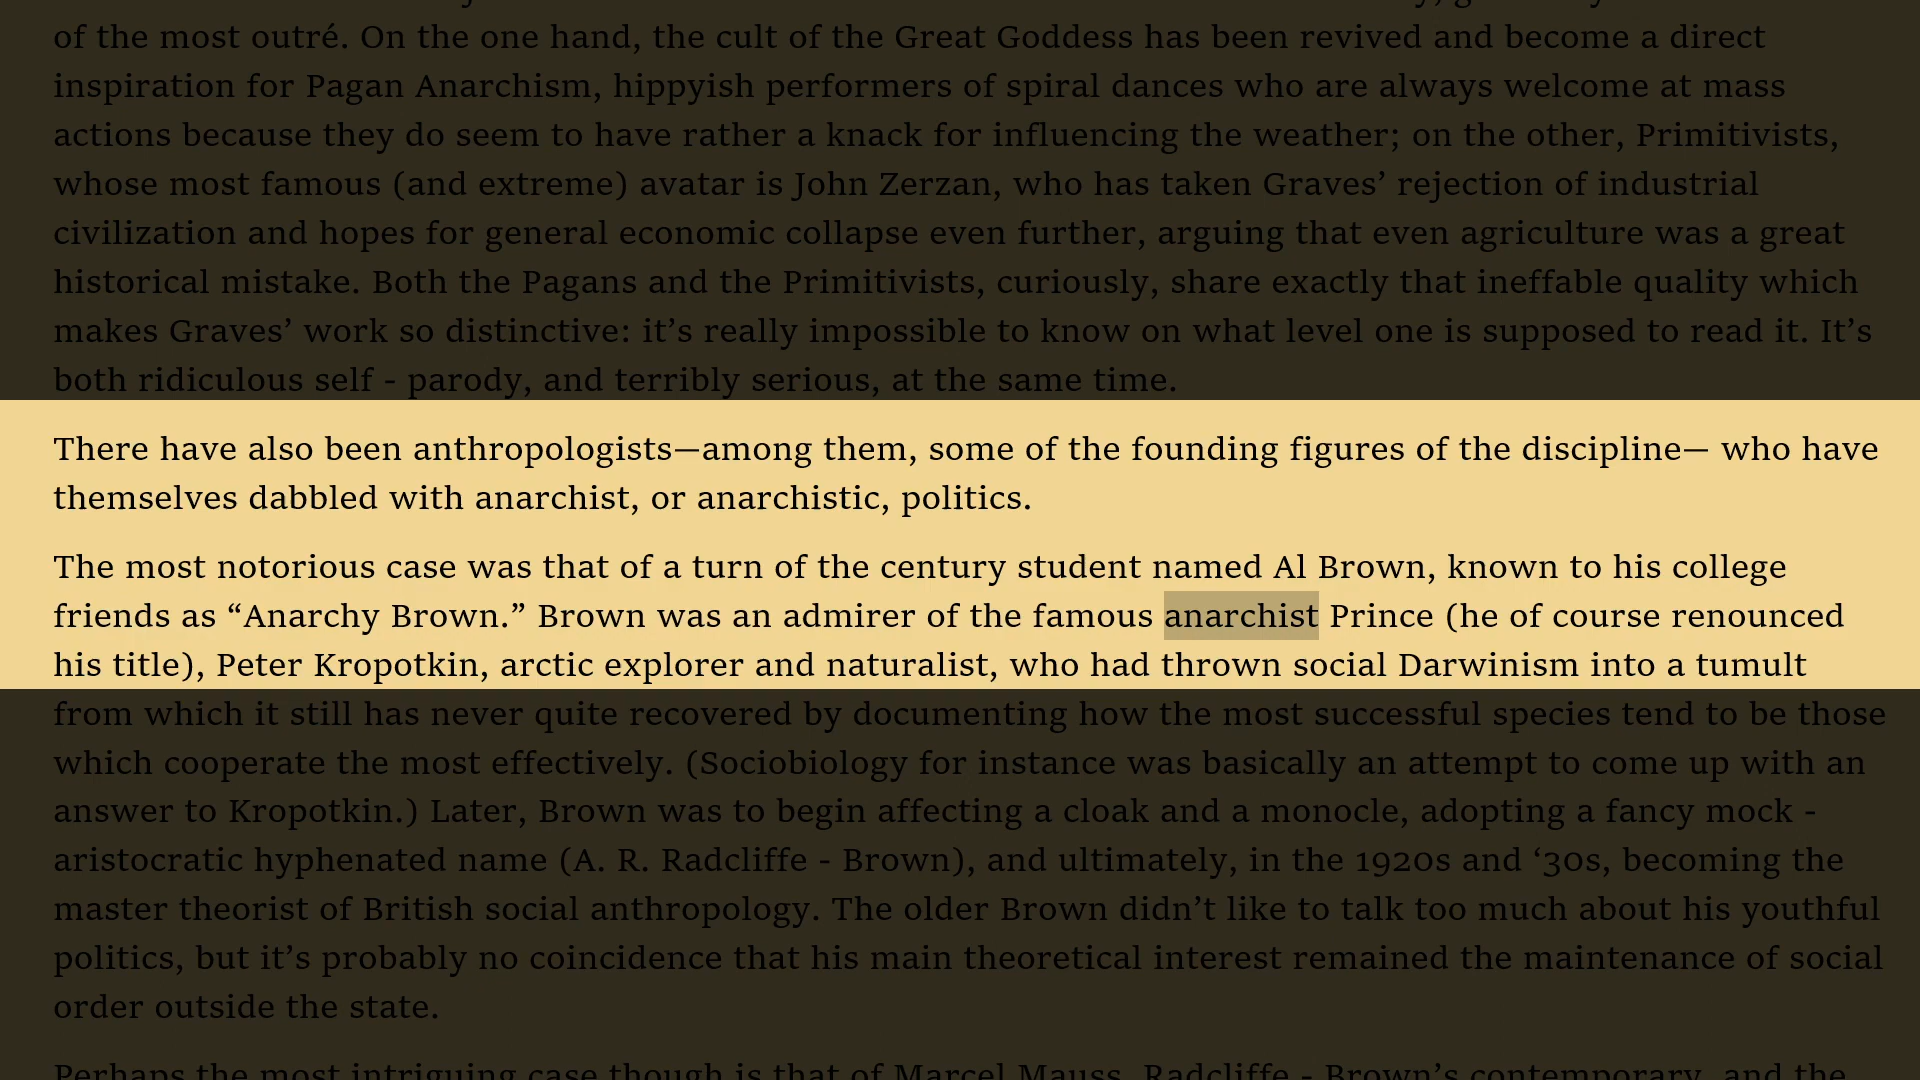 of the most outré. On the one hand, the cult of the Great Goddess has been revived and become a direct
inspiration for Pagan Anarchism, hippyish performers of spiral dances who are always welcome at mass
actions because they do seem to have rather a knack for influencing the weather; on the other, Primitivists,
whose most famous (and extreme) avatar is John Zerzan, who has taken Graves’ rejection of industrial
civilization and hopes for general economic collapse even further, arguing that even agriculture was a great
historical mistake. Both the Pagans and the Primitivists, curiously, share exactly that ineffable quality which
makes Graves’ work so distinctive: it’s really impossible to know on what level one is supposed to read it. It’s
both ridiculous self - parody, and terribly serious, at the same time.
There have also been anthropologists—among them, some of the founding figures of the discipline— who have
themselves dabbled with anarchist, or anarchistic, politics.
The most notorious case was that of a turn of the century student named Al Brown, known to his college
friends as “Anarchy Brown.” Brown was an admirer of the famous anarchist Prince (he of course renounced
his title), Peter Kropotkin, arctic explorer and naturalist, who had thrown social Darwinism into a tumult
from which it still has never quite recovered by documenting how the most successful species tend to be those
which cooperate the most effectively. (Sociobiology for instance was basically an attempt to come up with an
answer to Kropotkin.) Later, Brown was to begin affecting a cloak and a monocle, adopting a fancy mock -
aristocratic hyphenated name (A. R. Radcliffe - Brown), and ultimately, in the 1920s and ‘30s, becoming the
master theorist of British social anthropology. The older Brown didn’t like to talk too much about his youthful
politics, but it’s probably no coincidence that his main theoretical interest remained the maintenance of social
order outside the state.
Perhaps the most intriguing case though is that of Marcel Mauss, Radcliffe - Brown’s contemporary, and the